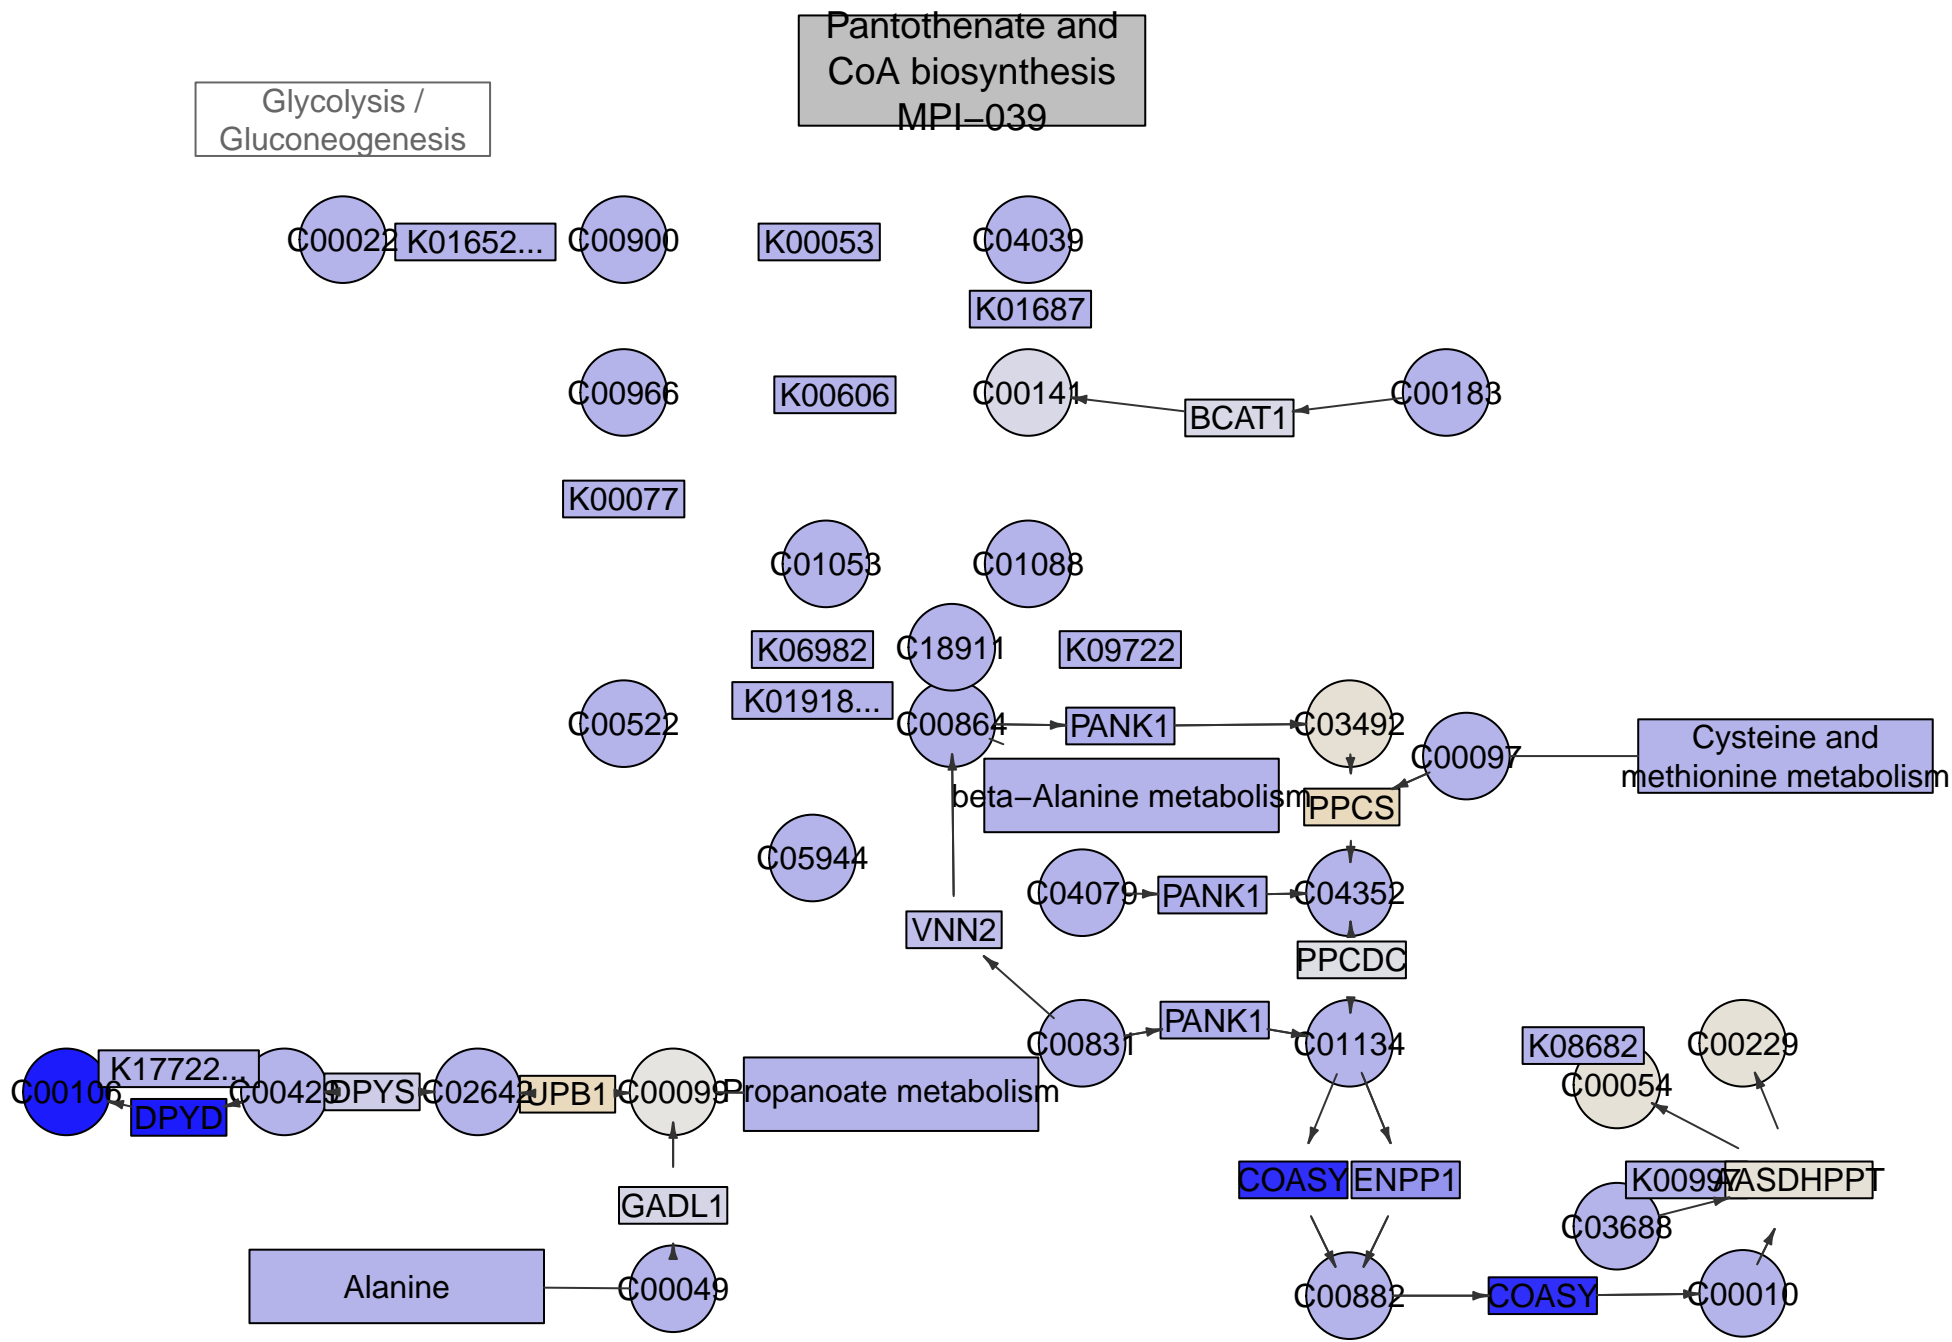 Pantothenate and
CoA biosynthesis
MPI−039
Glycolysis /
Gluconeogenesis
C00022
K01652...
C00900
K00053
C04039
K01687
C00966
K00606
C00141
BCAT1
C00183
K00077
C01053
C01088
K06982
C18911
K09722
K01918...
C00522
C00864
PANK1
C03492
C00097
Cysteine and
methionine metabolism
beta−Alanine metabolism
PPCS
C05944
C04079
PANK1
C04352
VNN2
PPCDC
C00831
PANK1
C01134
K08682
C00229
C00054
K17722...
C00106
DPYD
C00429
DPYS
C02642
UPB1
C00099
Propanoate metabolism
COASY
ENPP1
K00997
AASDHPPT
GADL1
C03688
Alanine
C00049
C00882
COASY
C00010